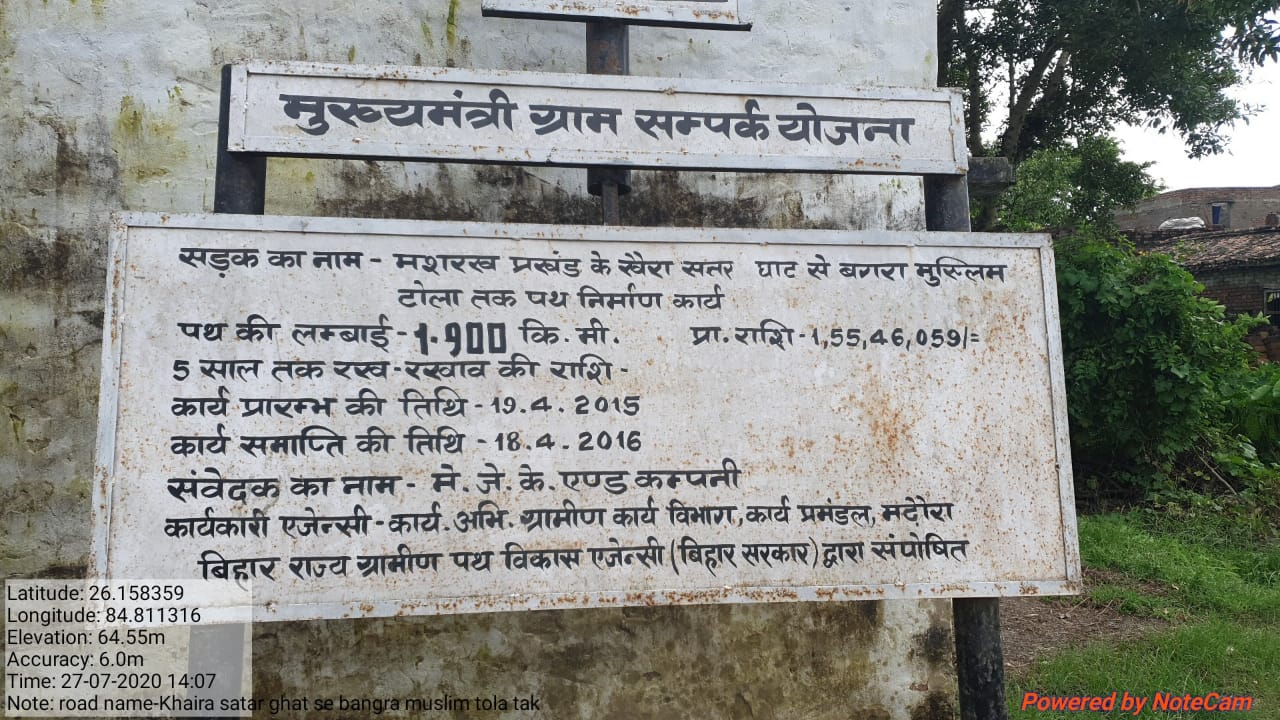 मुख्यमंत्री ग्राम सम्पर्क योजना
सड़क का नाम - मशरख प्रखंड के खैरा सतर घाट से बगरा मुस्लिम
टोला तक पथ निर्माण कार्य
पथ की लम्बाई - 1.900 कि. मी. प्रा. राशि - 1,55,46,059/=
5 साल तक रख-रखाव की राशि -
कार्य प्रारम्भ की तिथि - 19.4.2015
कार्य समाप्ति की तिथि - 18.4.2016
संवेदक का नाम - मे. जे. के. एण्ड कम्पनी
कार्यकारी एजेन्सी - कार्य. अभि. ग्रामीण कार्य विभाग, कार्य प्रमंडल, मढौरा
बिहार राज्य ग्रामीण पथ विकास एजेन्सी (बिहार सरकार) द्वारा संपोषित
Latitude: 26.158359
Longitude: 84.811316
Elevation: 64.55m
Accuracy: 6.0m
Time: 27-07-2020 14:07
Note: road name-Khaira satar ghat se bangra muslim tola tak
Powered by NoteCam